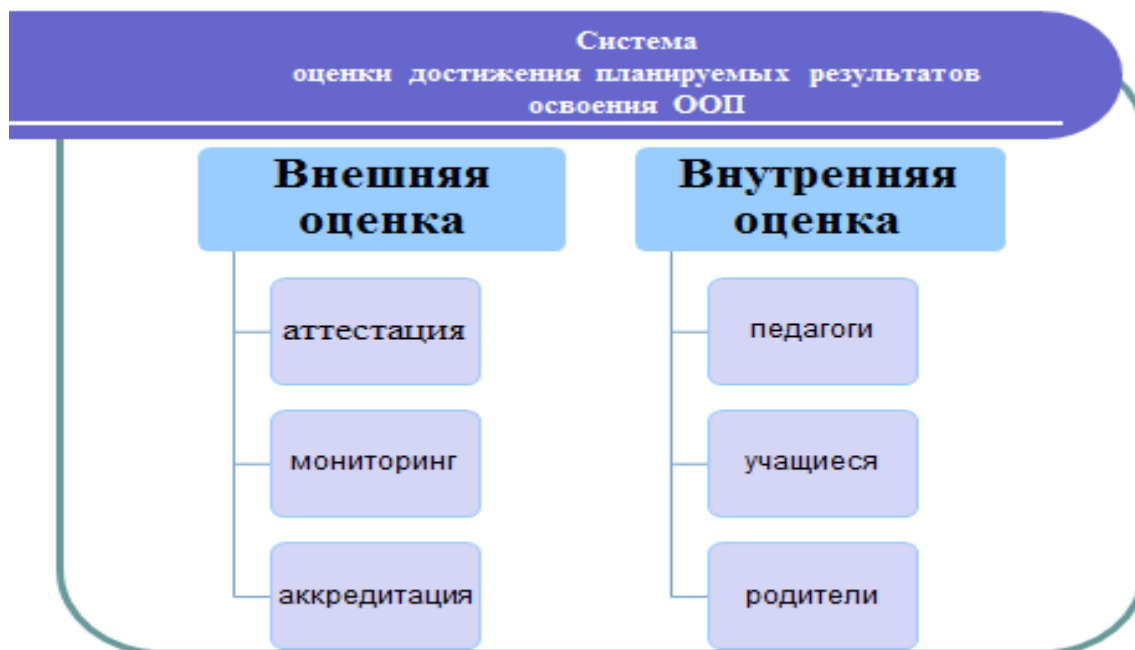 Система
оценки достижения планируемых результатов
освоения ООП
Внешняя
оценка
аттестация
мониторинг
аккредитация
Внутренняя
оценка
педагоги
учащиеся
родители